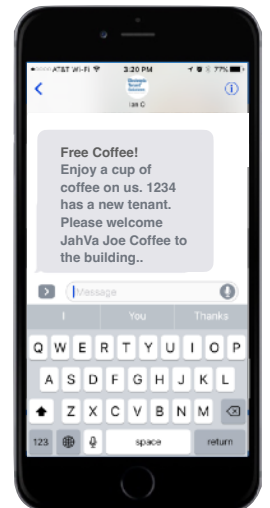 AT&T Wi-Fi 3:20 PM 77%
Ian C
Free Coffee!
Enjoy a cup of
coffee on us. 1234
has a new tenant.
Please welcome
JahVa Joe Coffee to
the building..
Message
I You Thanks
Q W E R T Y U I O P
A S D F G H J K L
Z X C V B N M
123 space return